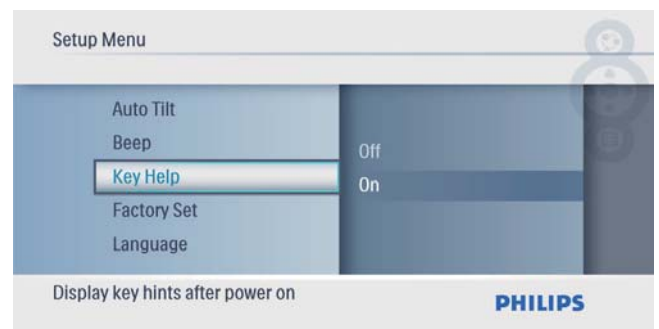 Setup Menu
Auto Tilt
Beep
Key Help
Factory Set
Language
Off
On
Display key hints after power on
PHILIPS